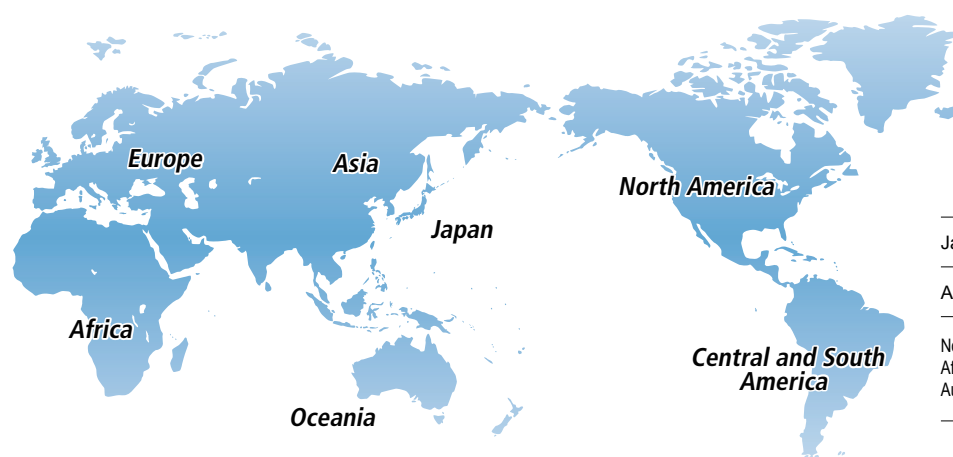 Europe
Asia
North America
Japan
Africa
Central and South
America
Oceania